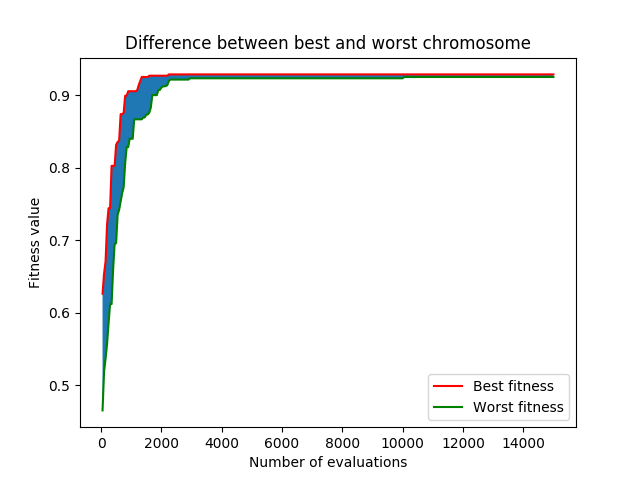 Difference between best and worst chromosome
Fitness value
0.9
0.8
0.7
0.6
0.5
0 2000 4000 6000 8000 10000 12000 14000
Number of evaluations
Best fitness
Worst fitness